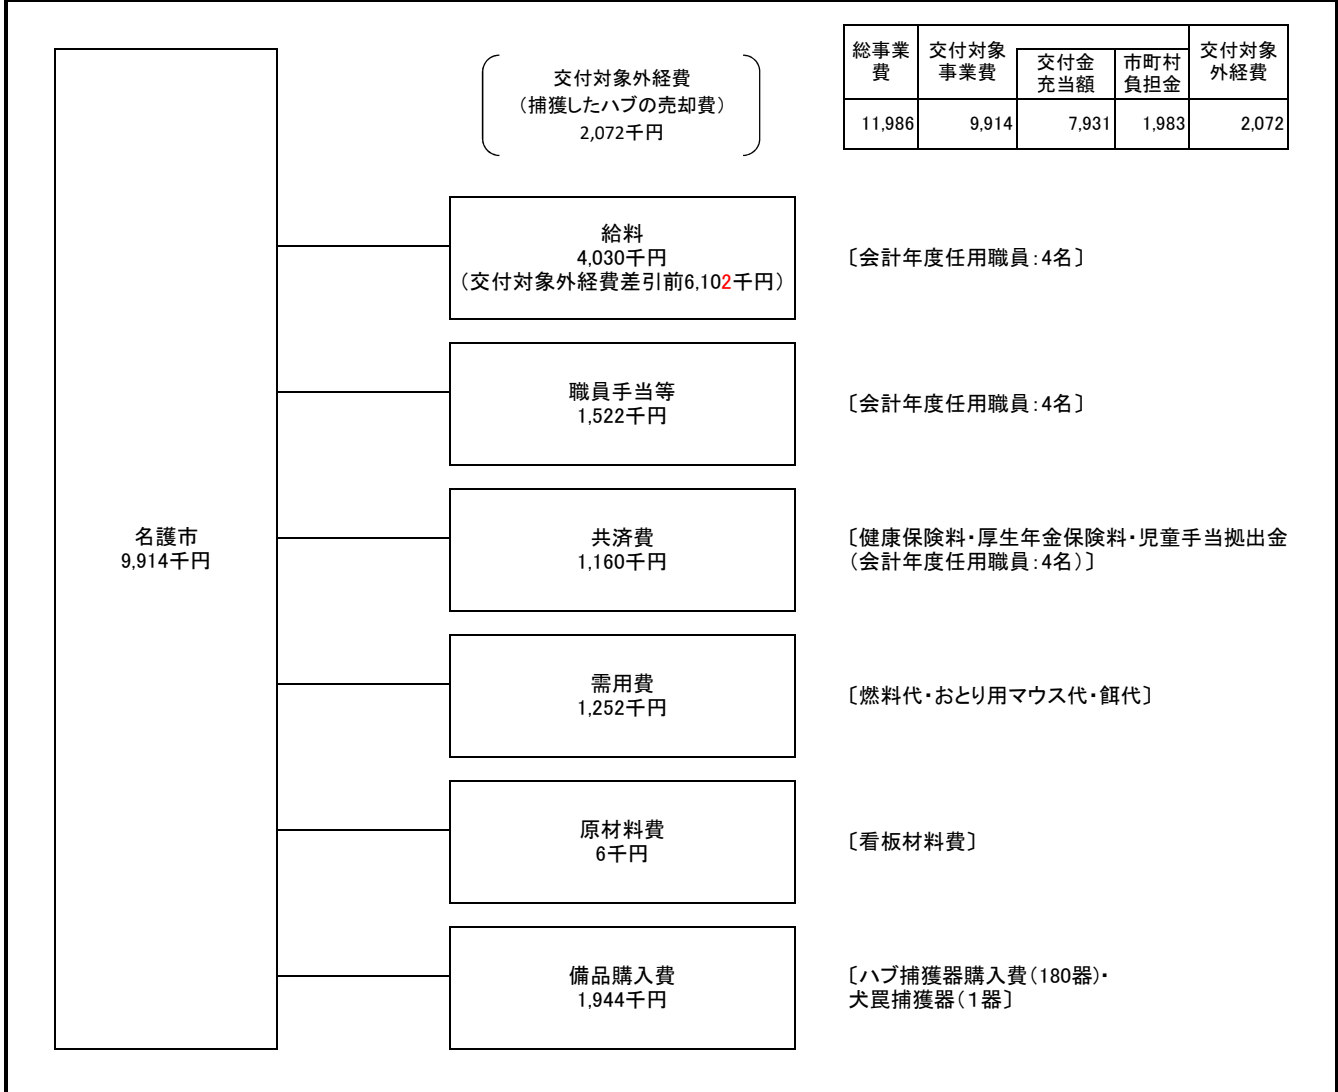 交付対象外経費
（捕獲したハブの売却費）
2,072千円
総事業費 交付対象事業費 交付金充当額 市町村負担金 交付対象外経費
11,986 9,914 7,931 1,983 2,072
名護市
9,914千円
給料
4,030千円
（交付対象外経費差引前6,102千円）
〔会計年度任用職員：4名〕
職員手当等
1,522千円
〔会計年度任用職員：4名〕
共済費
1,160千円
〔健康保険料・厚生年金保険料・児童手当拠出金
（会計年度任用職員：4名）〕
需用費
1,252千円
〔燃料代・おとり用マウス代・餌代〕
原材料費
6千円
〔看板材料費〕
備品購入費
1,944千円
〔ハブ捕獲器購入費（180器）・
犬罠捕獲器（１器〕